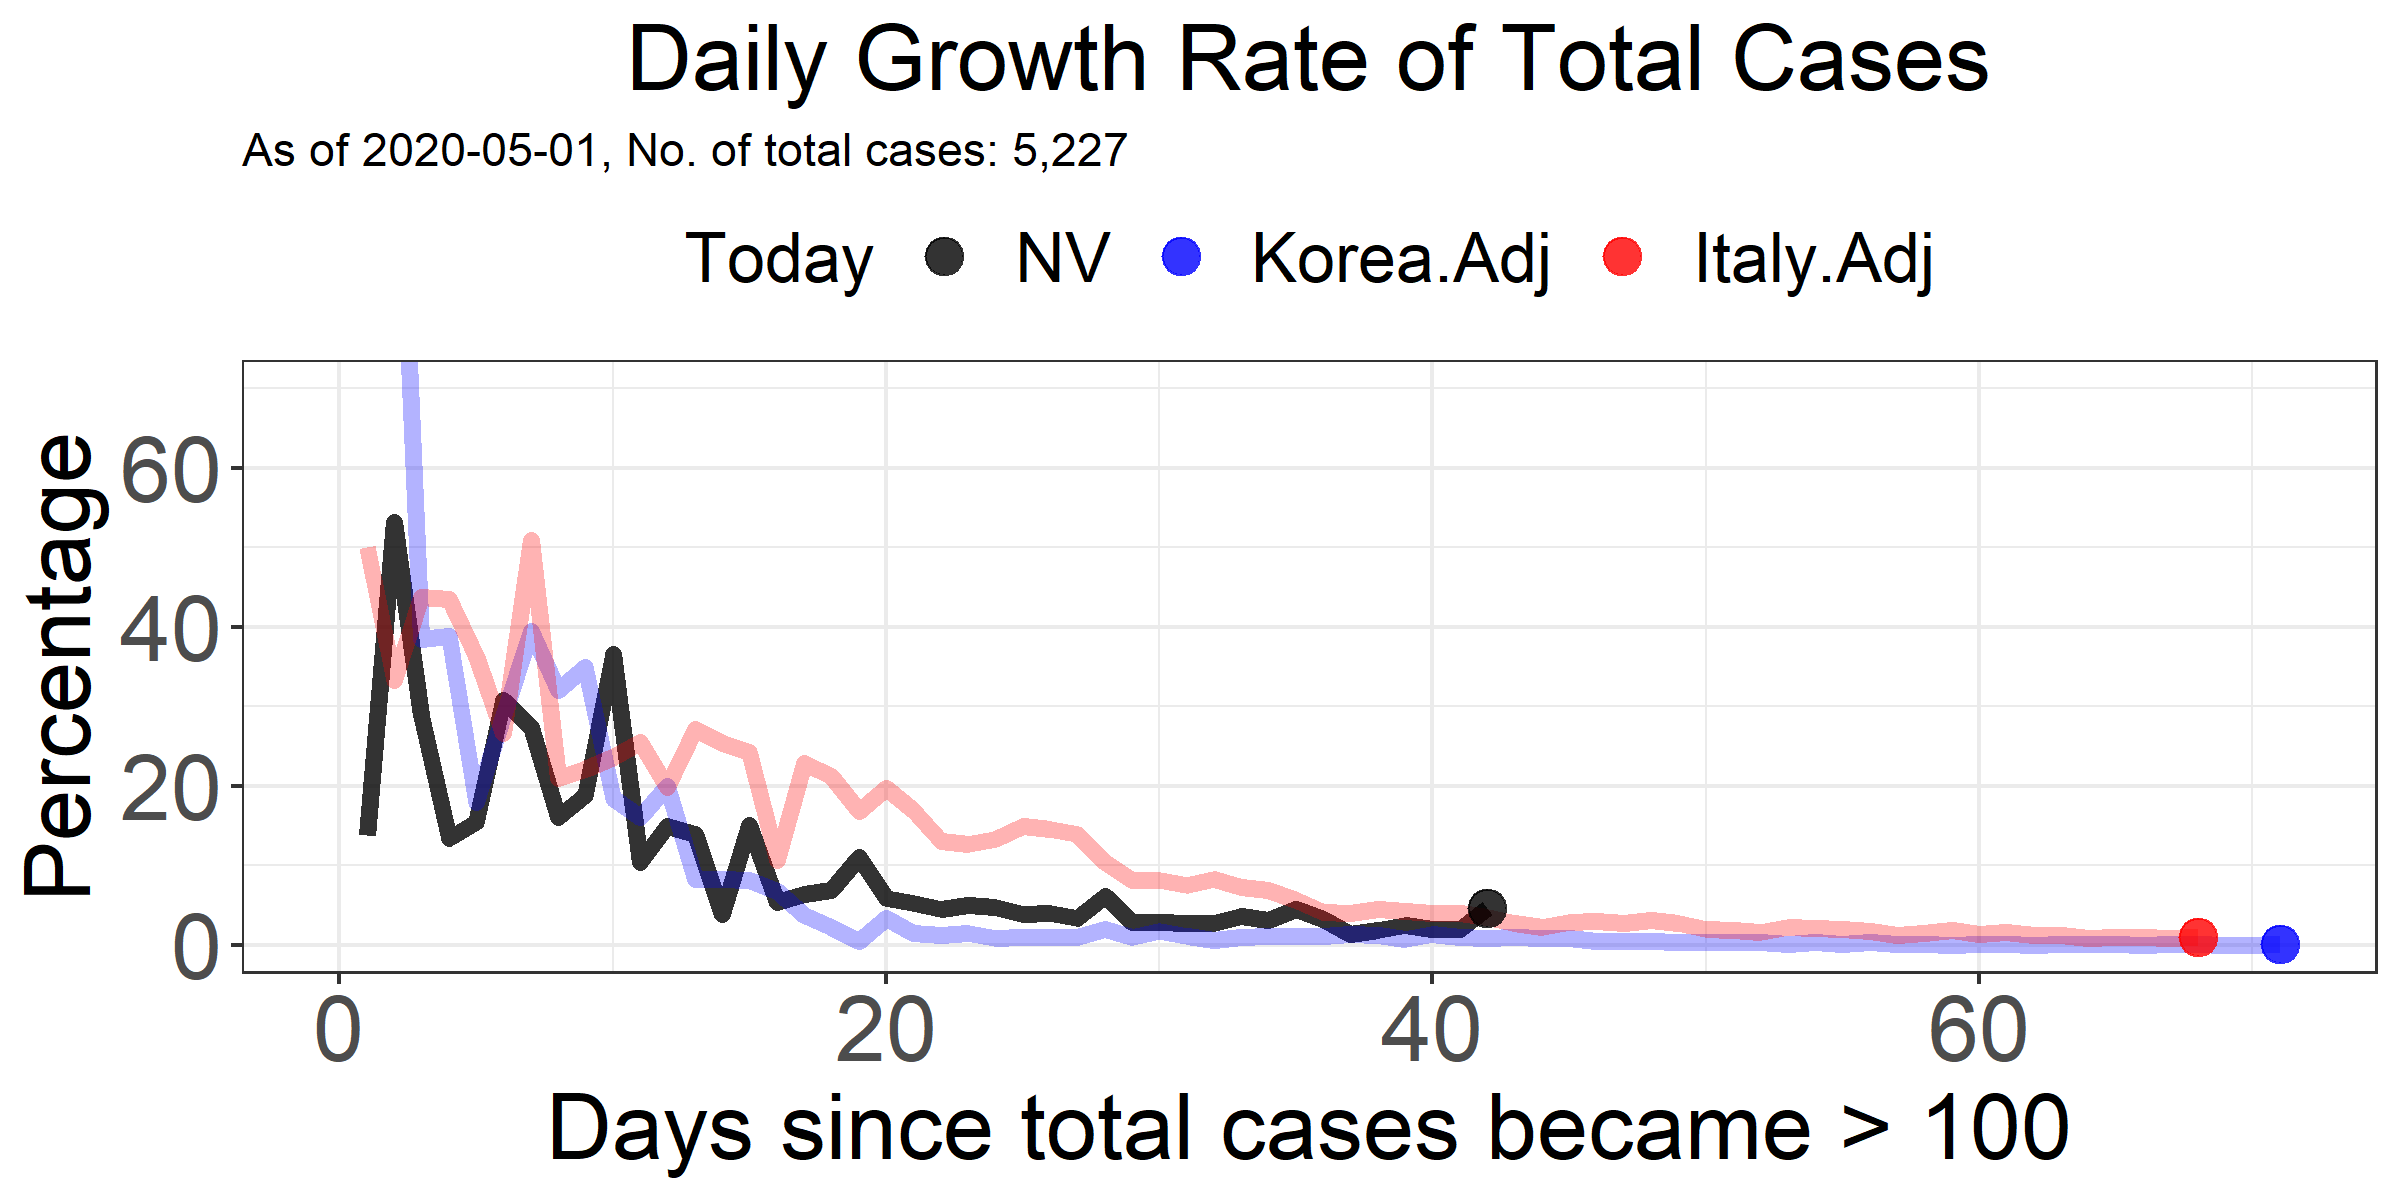 Daily Growth Rate of Total Cases
As of 2020-05-01, No. of total cases: 5,227
Today NV Korea.Adj Italy.Adj
Percentage
60
40
20
0
0 20 40 60
Days since total cases became > 100